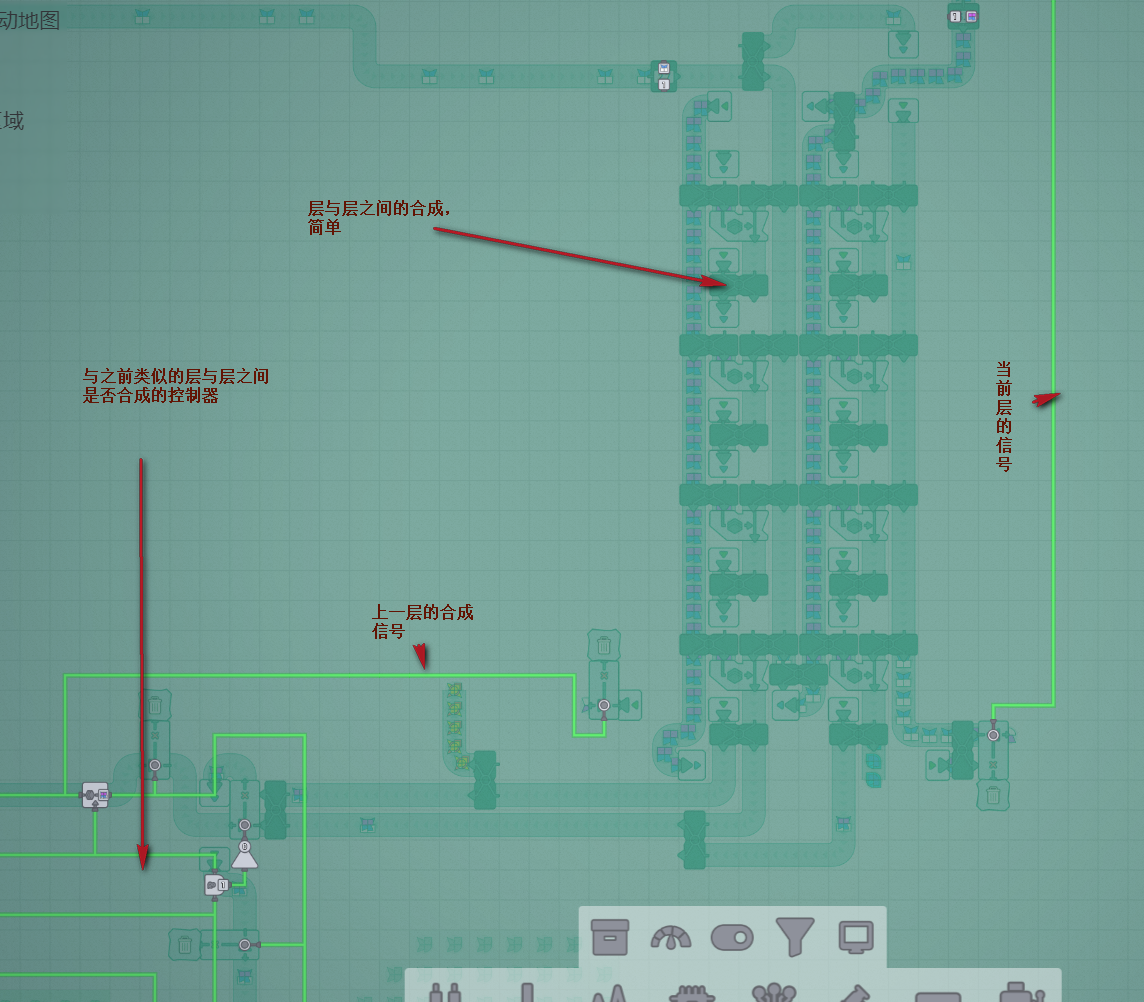 动地图
域
层与层之间的合成，
简单
与之前类似的层与层之间
是否合成的控制器
当
前
层
的
信
号
上一层的合成
信号